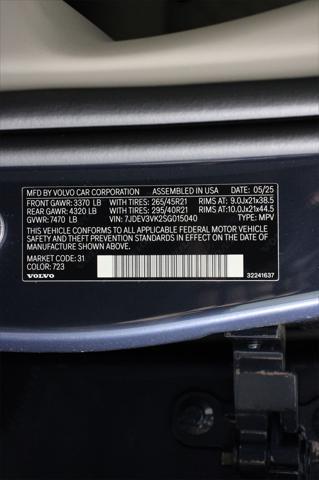 MFD BY VOLVO CAR CORPORATION ASSEMBLED IN USA 05/25
FRONT GAWR: 3370 LB WITH TIRES: 265/45R21 RIMS AT: 9.0Jx21x38.5
REAR GAWR: 4320 LB WITH TIRES: 295/40R21 RIMS AT: 10.0Jx21x44.5
GVWR: 7470 LB VIN: 7JDEV3VK2SG015040 TYPE: MPV
THIS VEHICLE CONFORMS TO ALL APPLICABLE FEDERAL MOTOR VEHICLE
SAFETY AND THEFT PREVENTION STANDARDS IN EFFECT ON THE DATE
OF MANUFACTURE SHOWN ABOVE.
MARKET CODE: 31
COLOR: 723
VOLVO 32241637